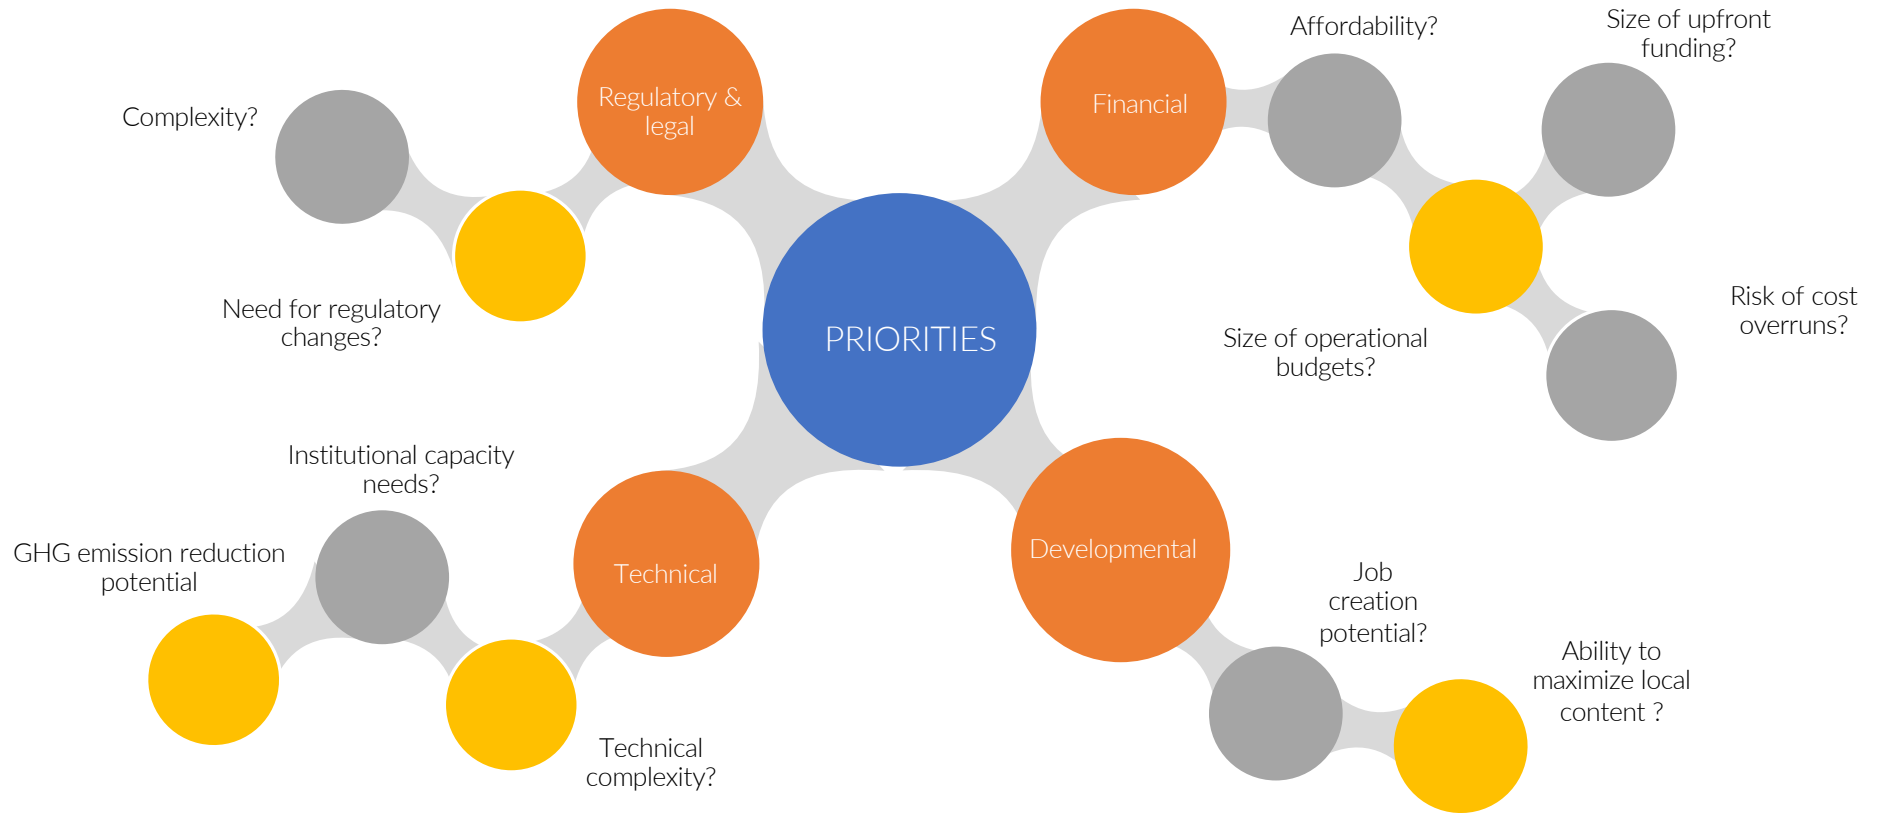 Complexity?
Regulatory &
legal
Need for regulatory
changes?
Financial
Affordability?
Size of upfront
funding?
Risk of cost
overruns?
Size of operational
budgets?
PRIORITIES
Institutional capacity
needs?
GHG emission reduction
potential
Technical
Technical
complexity?
Developmental
Job
creation
potential?
Ability to
maximize local
content ?